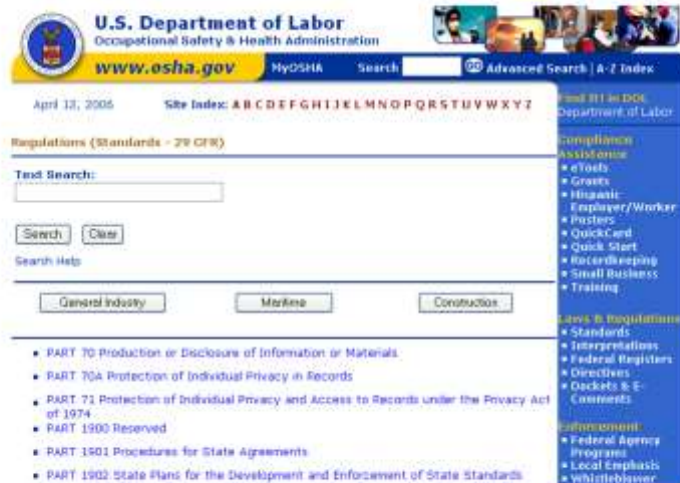 U.S. Department of Labor
Occupational Safety & Health Administration
www.osha.gov MyOSHA Search GO Advanced Search | A-Z Index
April 12, 2006 Site Index: A B C D E F G H I J K L M N O P Q R S T U V W X Y Z
Find It! in DOL
Department of Labor
Regulations (Standards - 29 CFR)
Text Search:
Search Clear
Search Help
General Industry Maritime Construction
PART 70 Production or Disclosure of Information or Materials
PART 70A Protection of Individual Privacy in Records
PART 71 Protection of Individual Privacy and Access to Records under the Privacy Act
of 1974
PART 1900 Reserved
PART 1901 Procedures for State Agreements
PART 1902 State Plans for the Development and Enforcement of State Standards
Compliance
Assistance
eTools
Grants
Hispanic
Employer/Worker
Posters
QuickCard
Quick Start
Recordkeeping
Small Business
Training
Laws & Regulations
Standards
Interpretations
Federal Registers
Directives
Dockets & E-
Comments
Enforcement
Federal Agency
Programs
Local Emphasis
Whistleblower